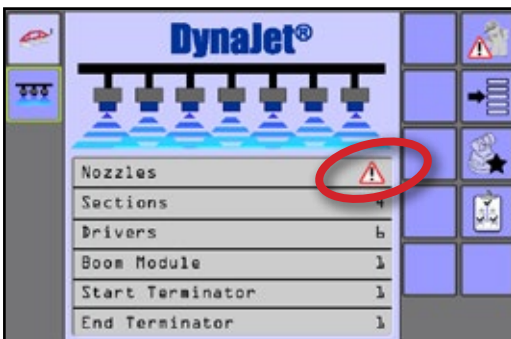 DynaJet®
Nozzles
Sections 4
Drivers 6
Boom Module 1
Start Terminator 1
End Terminator 1